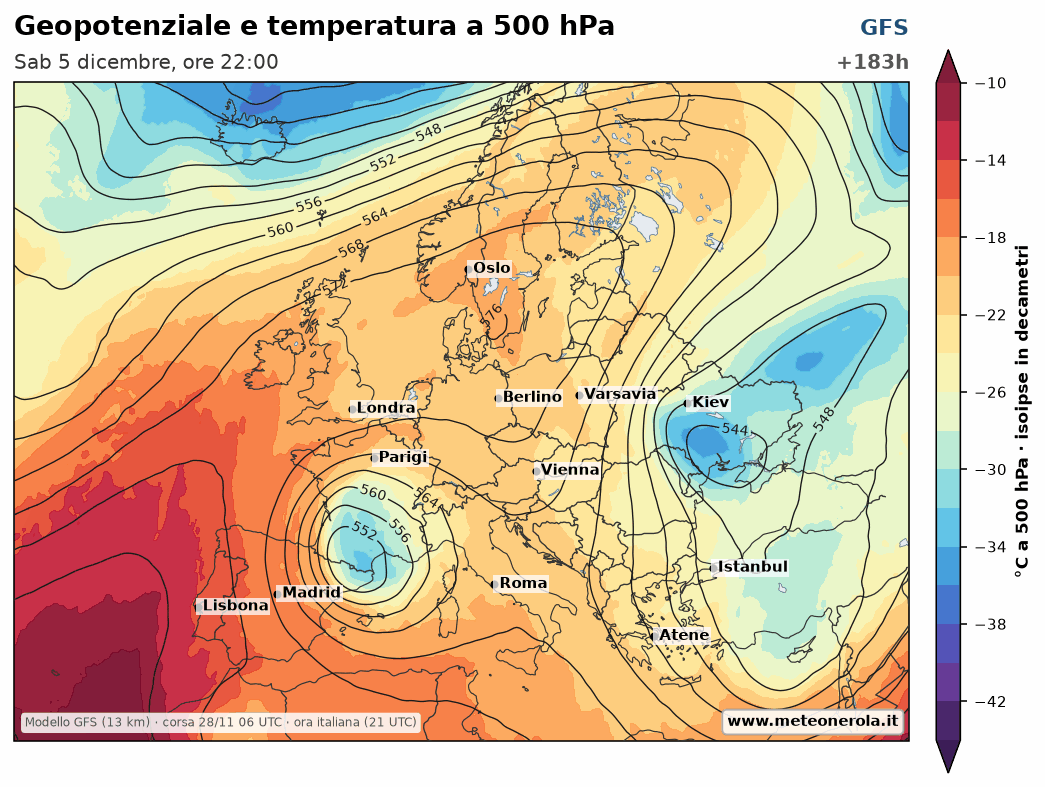 Geopotenziale e temperatura a 500 hPa
GFS
Sab 5 dicembre, ore 22:00
+183h
548
552
556
560
564
568
572
576
Oslo
Berlino
Varsavia
Kiev
Londra
544
548
Parigi
Vienna
560
564
556
552
Istanbul
Roma
Madrid
Lisbona
Atene
Modello GFS (13 km) · corsa 28/11 06 UTC · ora italiana (21 UTC)
www.meteonerola.it
−10
−14
−18
−22
−26
−30
−34
−38
−42
°C a 500 hPa · isoipse in decametri